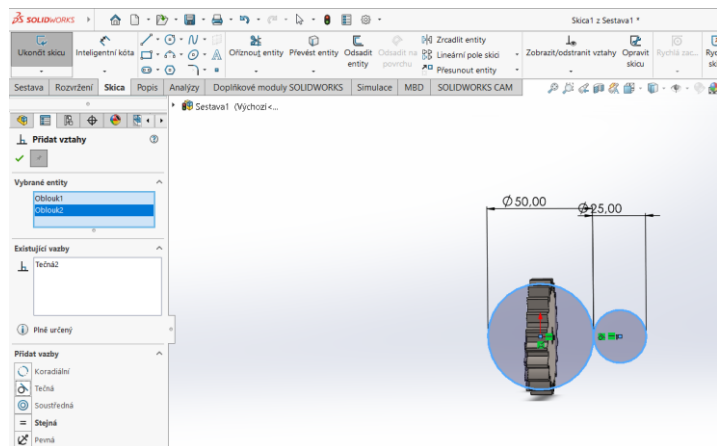 SOLIDWORKS
Skica1 z Sestava1 *
Ukončit skicu
Inteligentní kóta
Oříznout entity
Převést entity
Odsadit entity
Odsadit na povrchu
Zrcadlit entity
Lineární pole skici
Přesunout entity
Zobrazit/odstranit vztahy
Opravit skicu
Rychlá zac...
Sestava
Rozvržení
Skica
Popis
Analýzy
Doplňkové moduly SOLIDWORKS
Simulace
MBD
SOLIDWORKS CAM
Sestava1 (Výchozí<...
Přidat vztahy
Vybrané entity
Oblouk1
Oblouk2
Existující vazby
Tečná2
Plně určený
Přidat vazby
Koradiální
Tečná
Soustředná
Stejná
Pevná
Ø50,00
Ø25,00